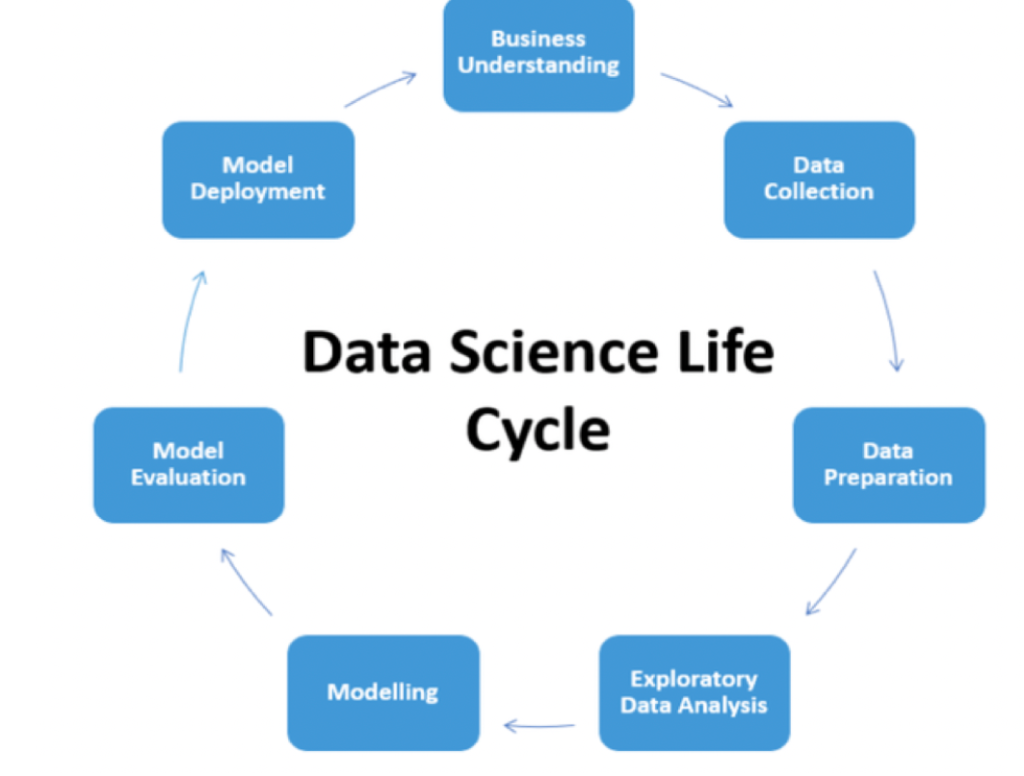 Business
Understanding
Data
Collection
Data
Preparation
Exploratory
Data Analysis
Modelling
Model
Evaluation
Model
Deployment
Data Science Life
Cycle